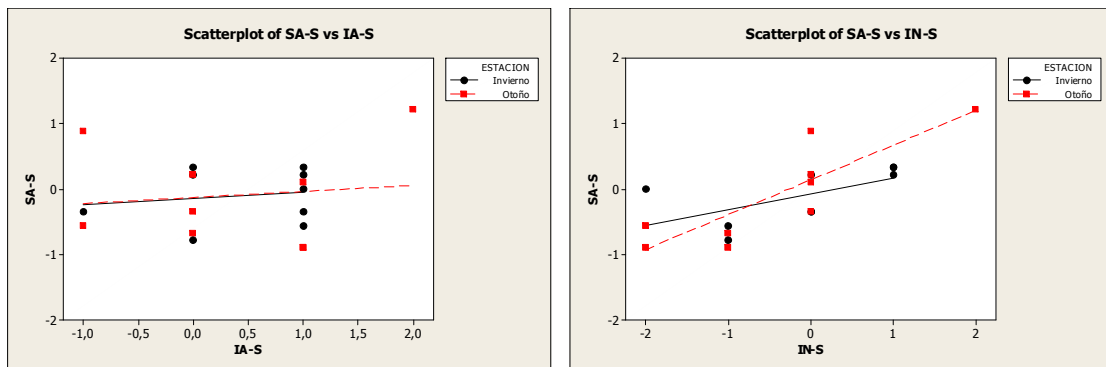 Scatterplot of SA-S vs IA-S
ESTACION
Invierno
Otoño
2
1
0
-1
-2
SA-S
-1,0 -0,5 0,0 0,5 1,0 1,5 2,0
IA-S
Scatterplot of SA-S vs IN-S
ESTACION
Invierno
Otoño
2
1
0
-1
-2
SA-S
-2 -1 0 1 2
IN-S